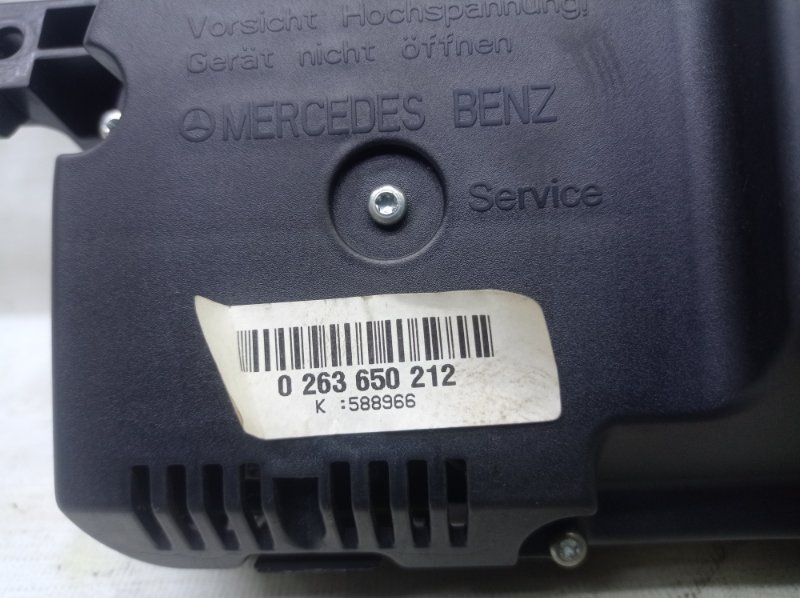 Vorsicht Hochspannung!
Gerät nicht öffnen
MERCEDES BENZ
Service
0 263 650 212
K :588966